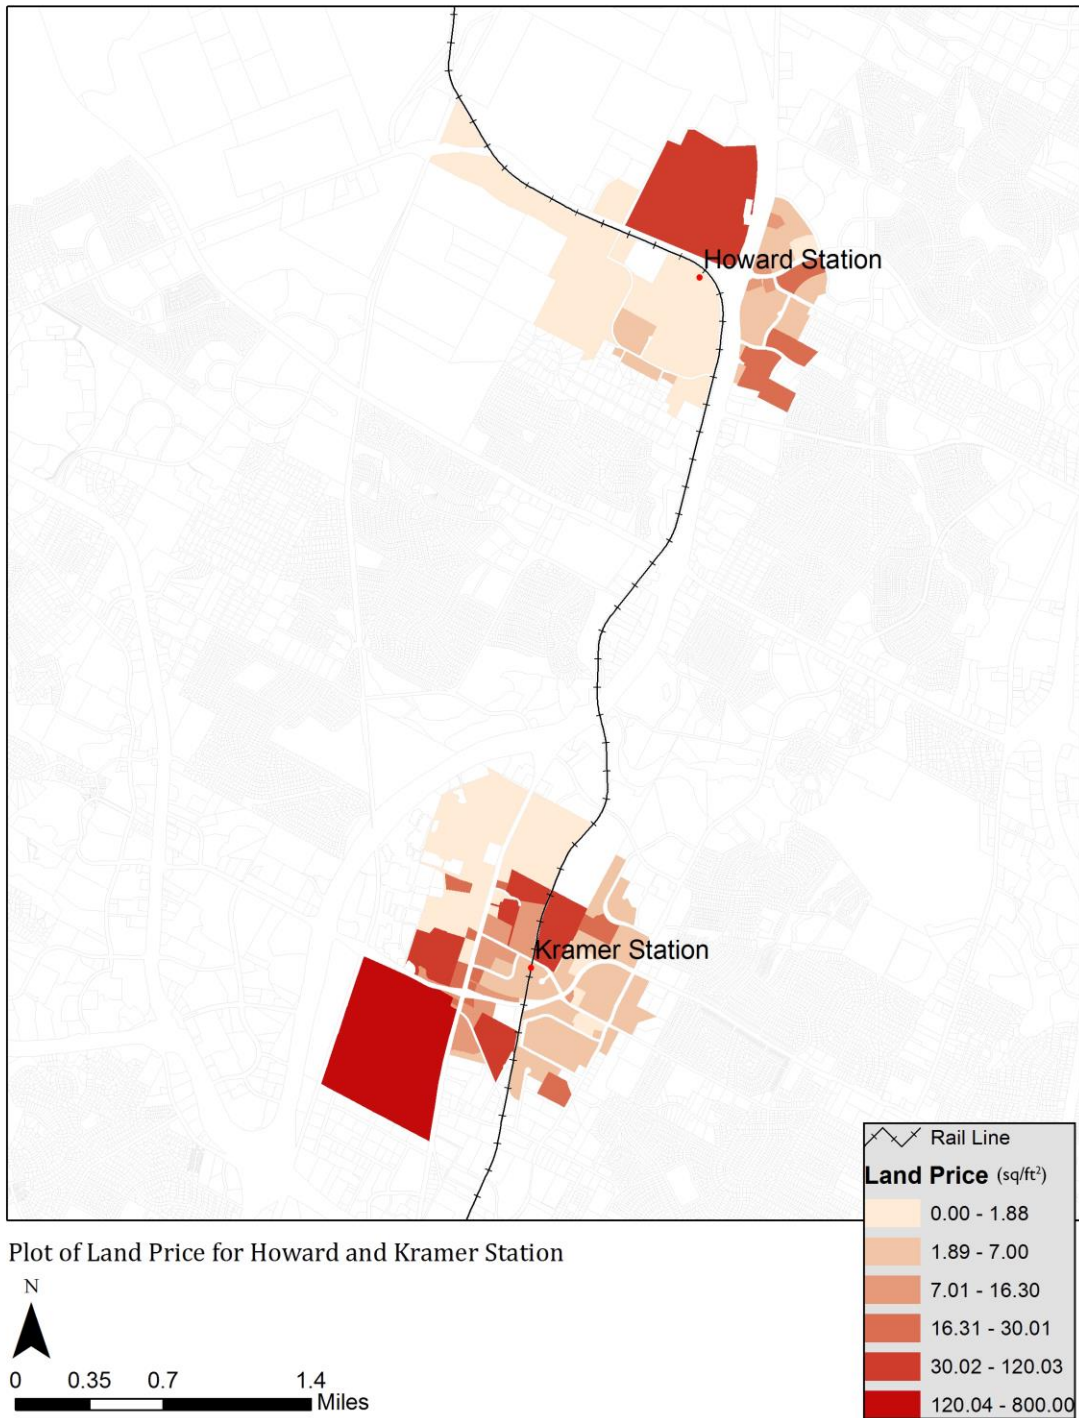 Howard Station
Kramer Station
Rail Line
Land Price (sq/ft²)
0.00 - 1.88
1.89 - 7.00
7.01 - 16.30
16.31 - 30.01
30.02 - 120.03
120.04 - 800.00
Plot of Land Price for Howard and Kramer Station
N
0 0.35 0.7 1.4
Miles